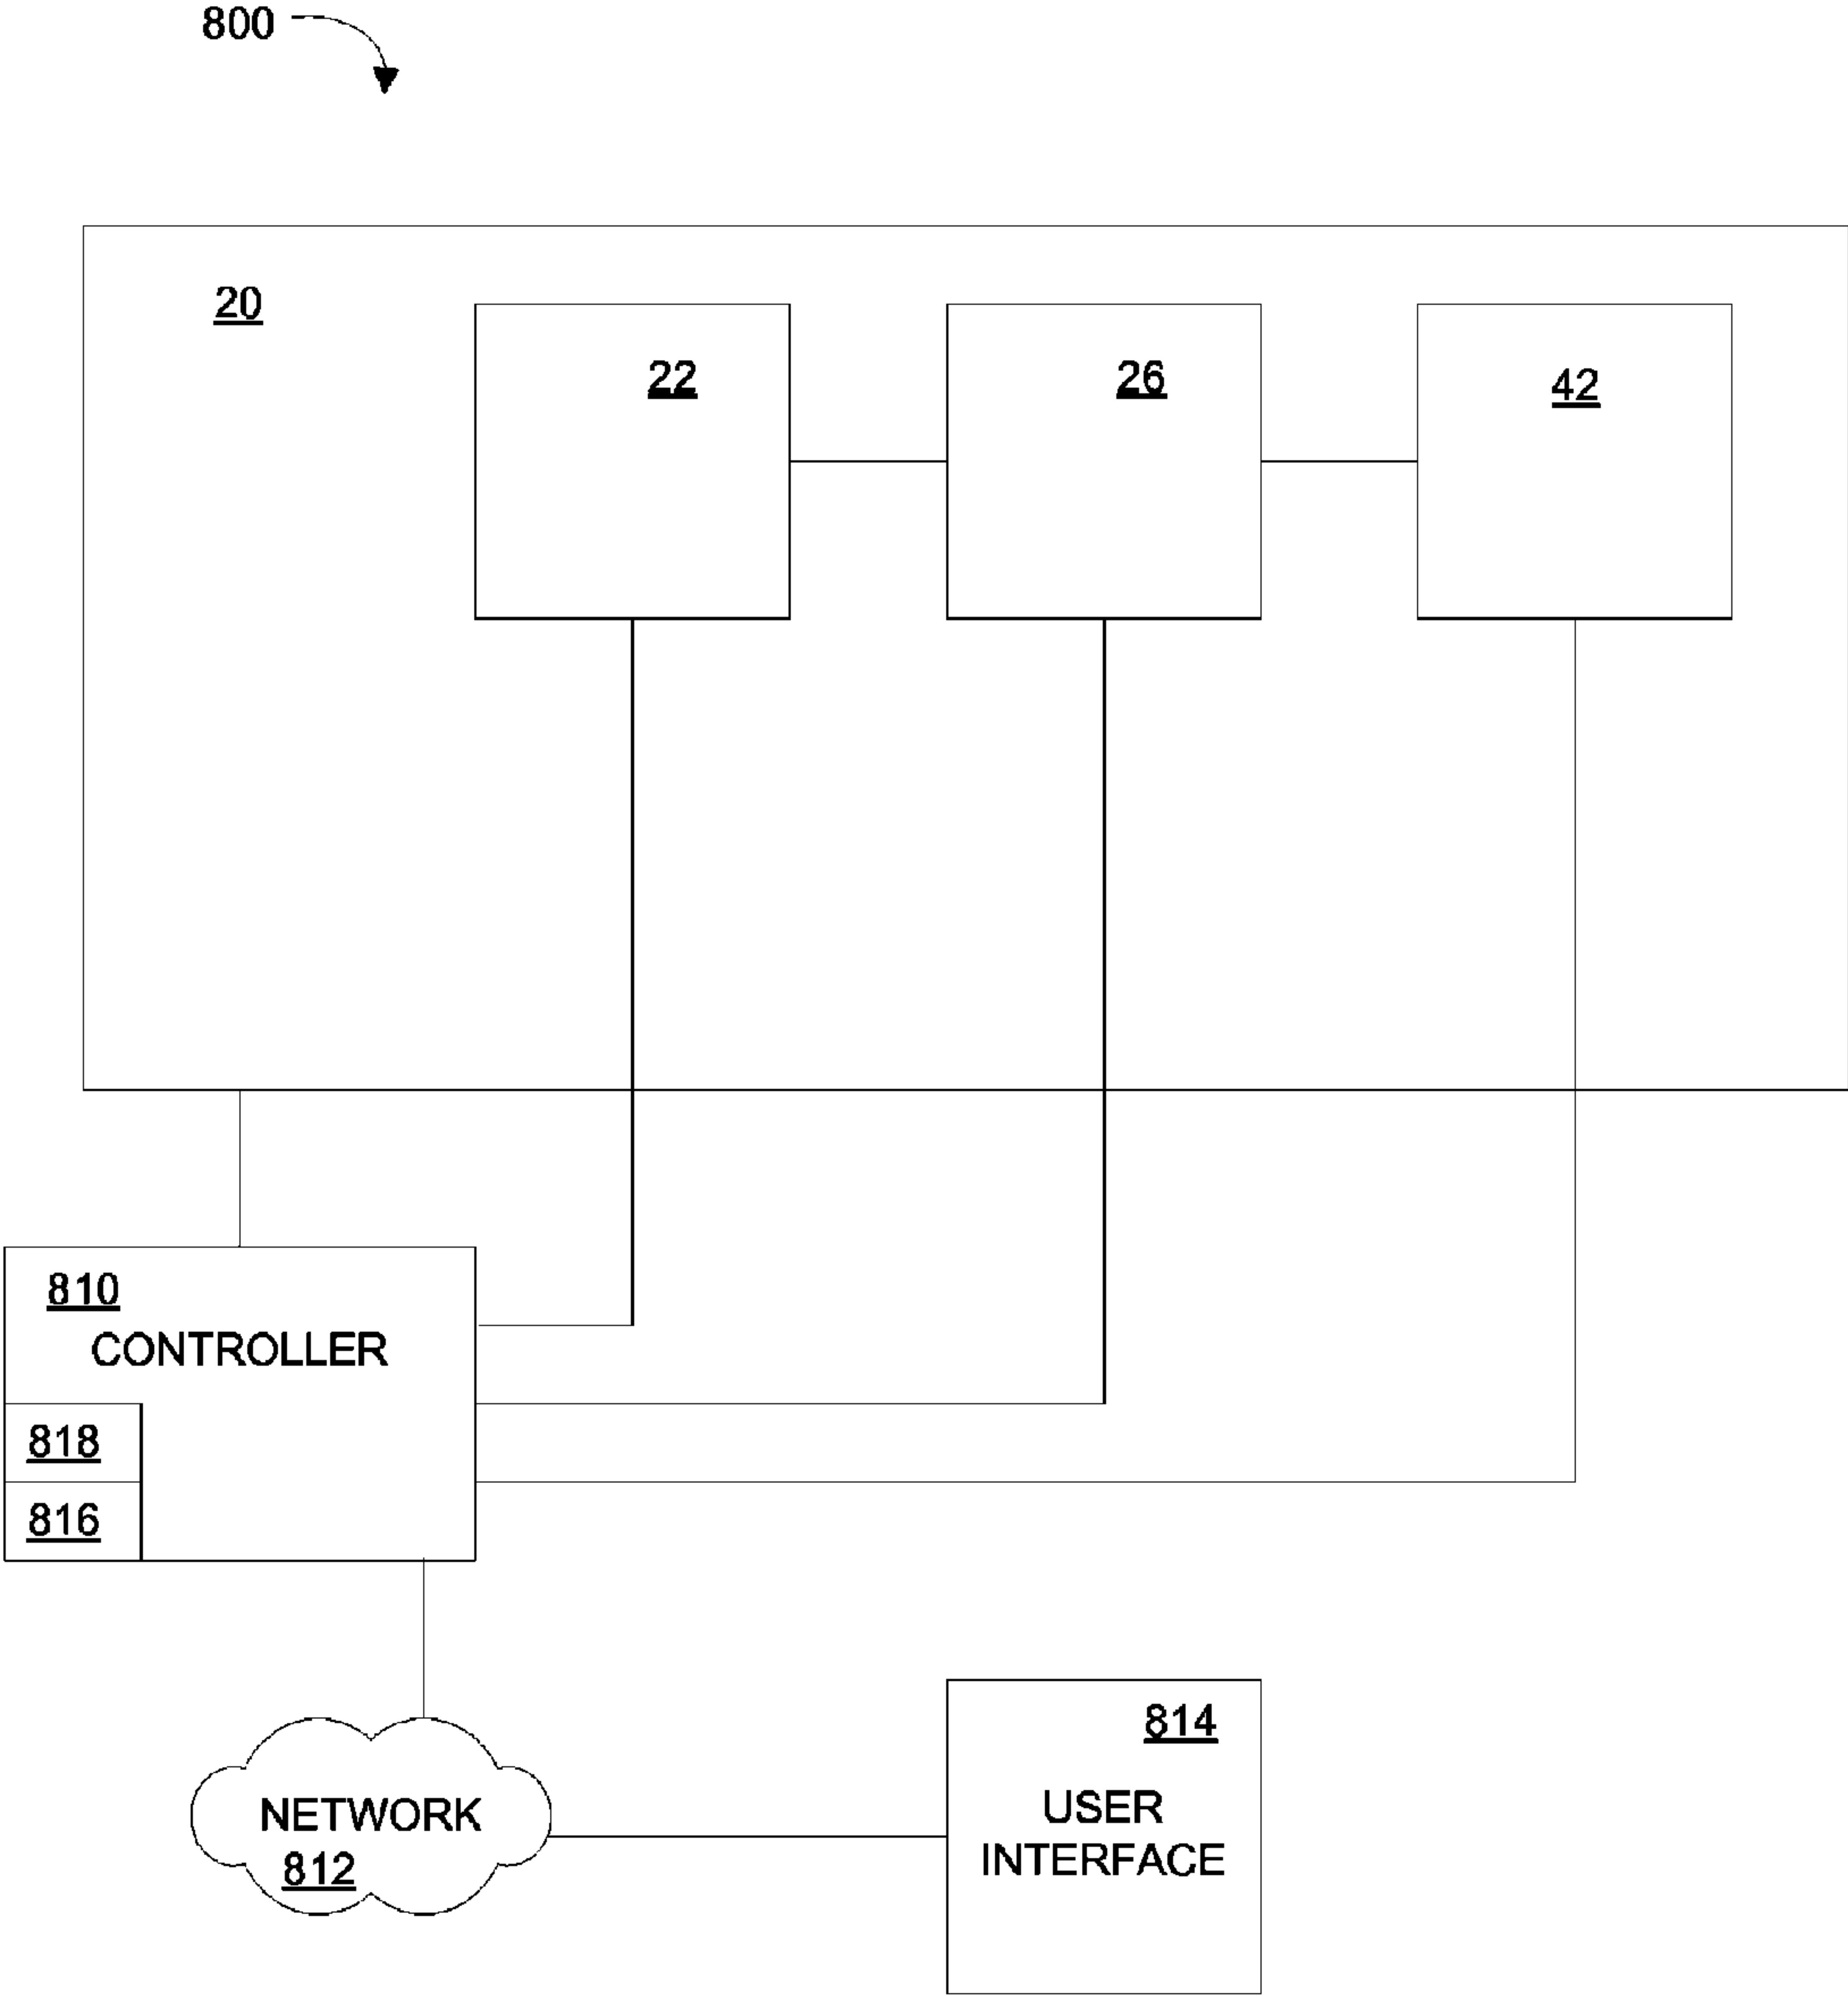 800
20
22
26
42
810
CONTROLLER
818
816
NETWORK
812
814
USER
INTERFACE